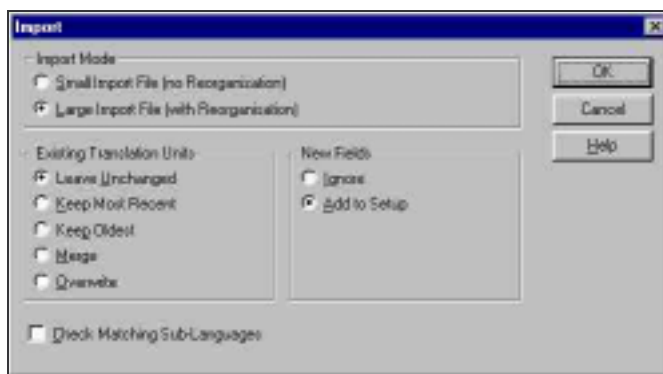 Import
Import Mode
Small Import File (no Reorganization)
Large Import File (with Reorganisation)
OK
Cancel
Help
Existing Translation Units
Leave Unchanged
Keep Most Recent
Keep Oldest
Merge
Overwrite
New Fields
Ignore
Add to Setup
Check Matching Sub-Languages